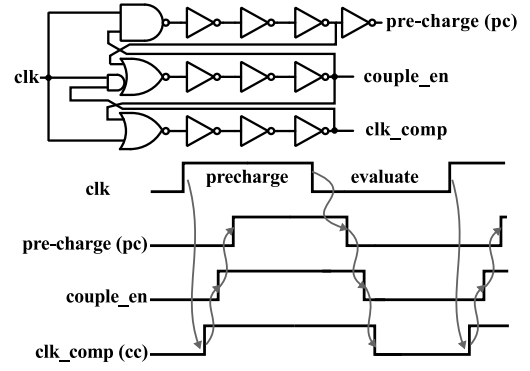 pre-charge (pc)
clk
couple_en
clk_comp
clk
precharge
evaluate
pre-charge (pc)
couple_en
clk_comp (cc)